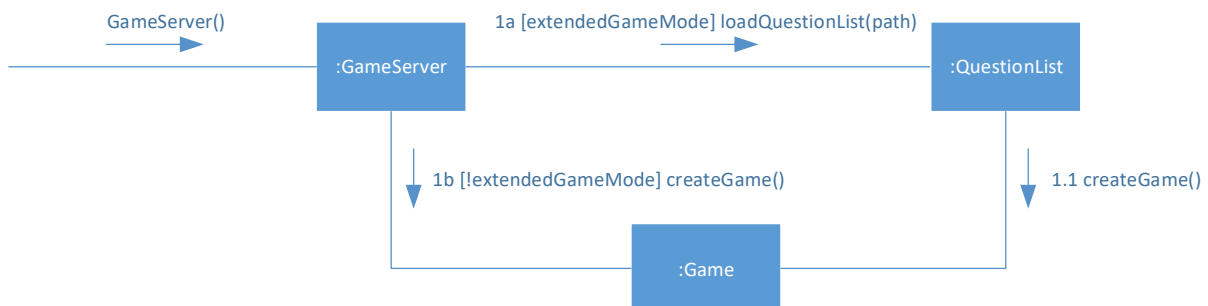 GameServer()
1a [extendedGameMode] loadQuestionList(path)
:GameServer
:QuestionList
1b [!extendedGameMode] createGame()
1.1 createGame()
:Game